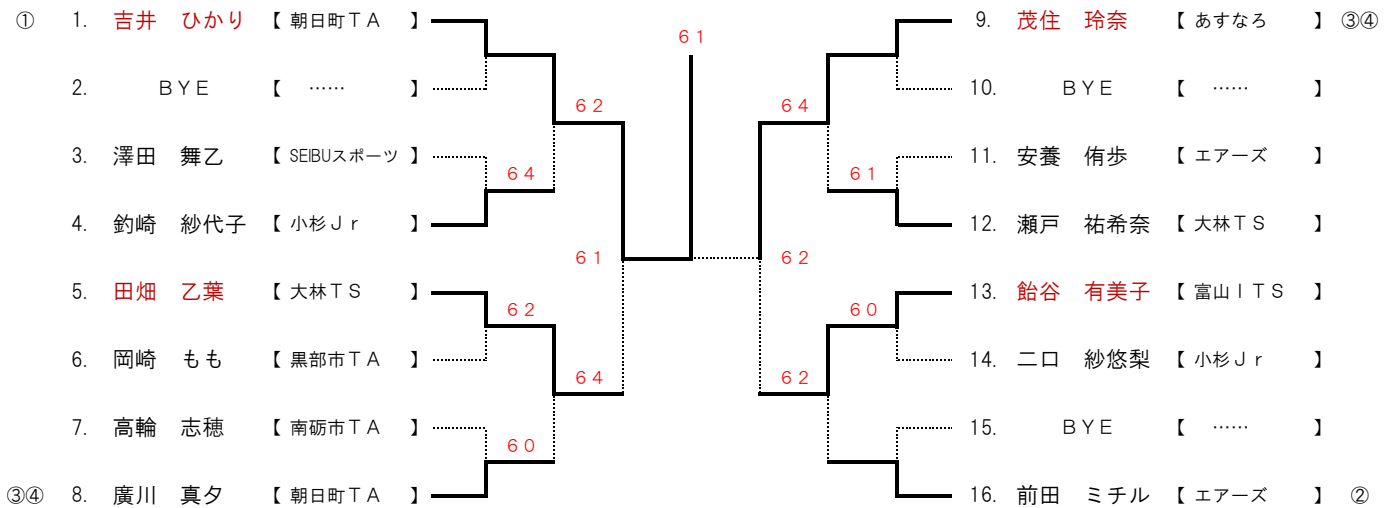 ① 1. 吉井 ひかり 【 朝日町TA 】
2. BYE 【 …… 】
3. 澤田 舞乙 【 SEIBUスポーツ 】
4. 釣崎 紗代子 【 小杉Jr 】
5. 田畑 乙葉 【 大林TS 】
6. 岡崎 もも 【 黒部市TA 】
7. 高輪 志穂 【 南砺市TA 】
③④ 8. 廣川 真夕 【 朝日町TA 】
64
62
60
62
64
61
61
62
64
62
61
60
9. 茂住 玲奈 【 あすなろ 】 ③④
10. BYE 【 …… 】
11. 安養 侑歩 【 エアーズ 】
12. 瀬戸 祐希奈 【 大林TS 】
13. 飴谷 有美子 【 富山ITS 】
14. 二口 紗悠梨 【 小杉Jr 】
15. BYE 【 …… 】
16. 前田 ミチル 【 エアーズ 】 ②